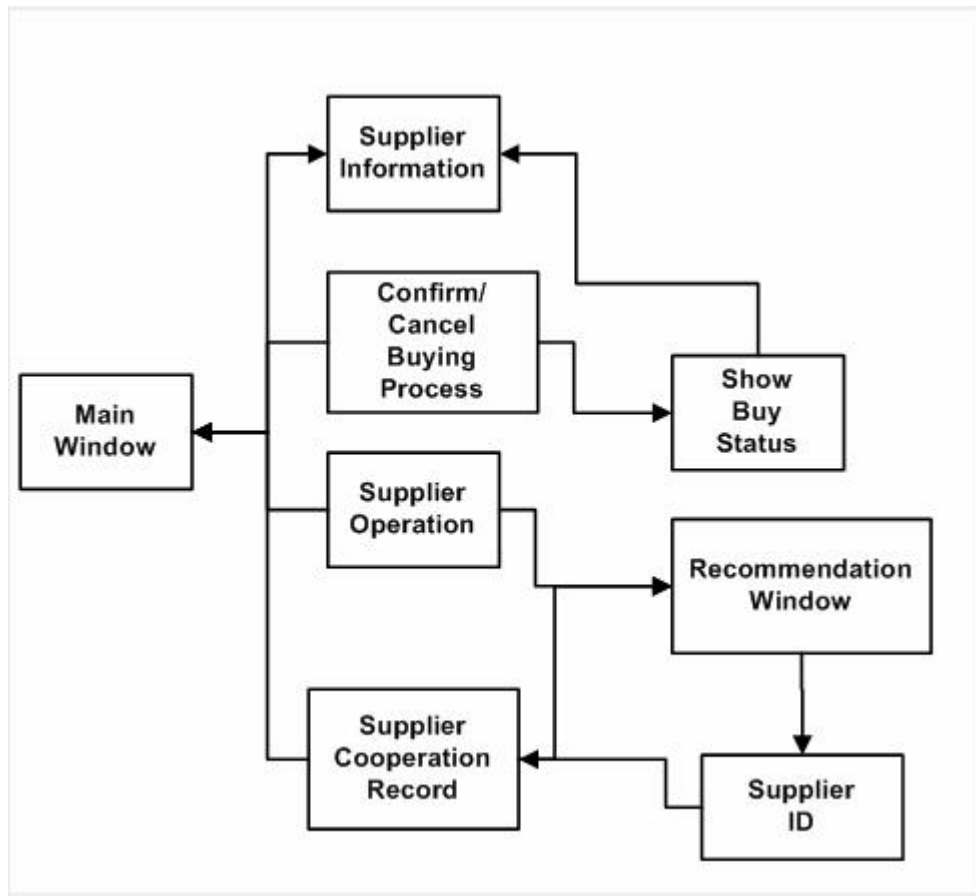 Supplier
Information
Confirm/
Cancel
Buying
Process
Main
Window
Show
Buy
Status
Supplier
Operation
Recommendation
Window
Supplier
Cooperation
Record
Supplier
ID